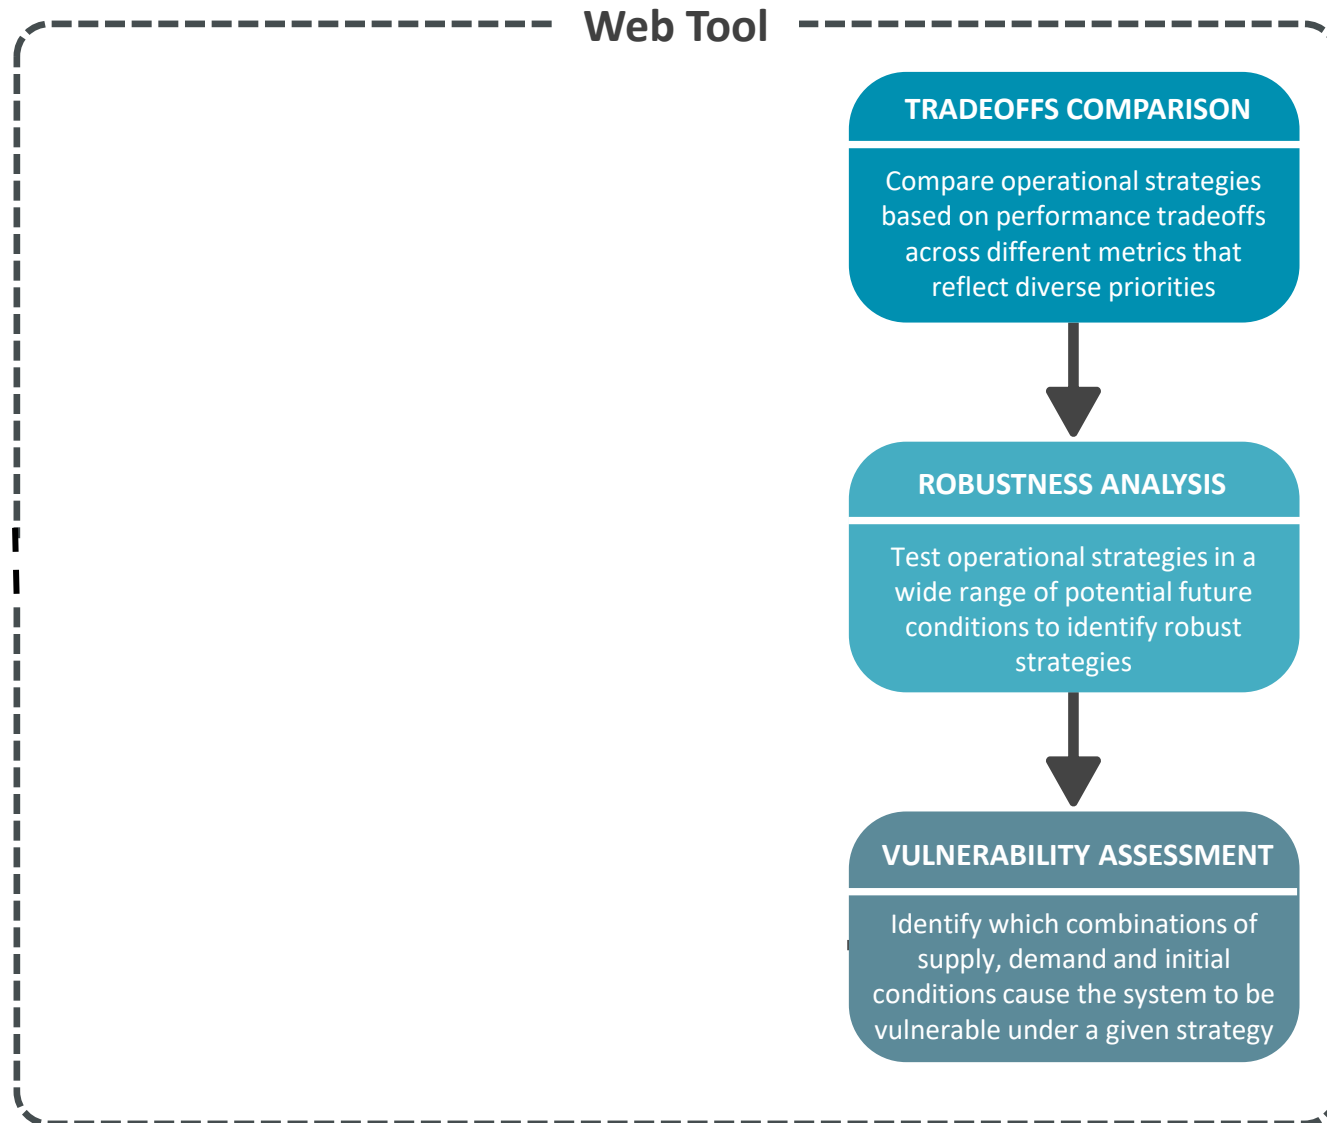 Web Tool
TRADEOFFS COMPARISON
Compare operational strategies
based on performance tradeoffs
across different metrics that
reflect diverse priorities
ROBUSTNESS ANALYSIS
Test operational strategies in a
wide range of potential future
conditions to identify robust
strategies
VULNERABILITY ASSESSMENT
Identify which combinations of
supply, demand and initial
conditions cause the system to be
vulnerable under a given strategy